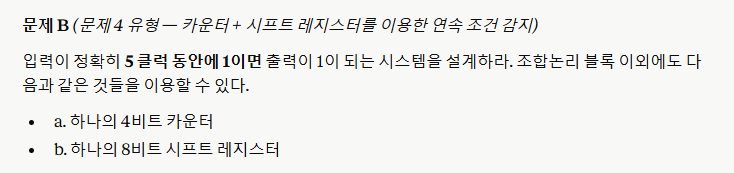 문제 B (문제 4 유형 — 카운터 + 시프트 레지스터를 이용한 연속 조건 감지)
입력이 정확히 5 클럭 동안에 1이면 출력이 1이 되는 시스템을 설계하라. 조합논리 블록 이외에도 다
음과 같은 것들을 이용할 수 있다.
• a. 하나의 4비트 카운터
• b. 하나의 8비트 시프트 레지스터